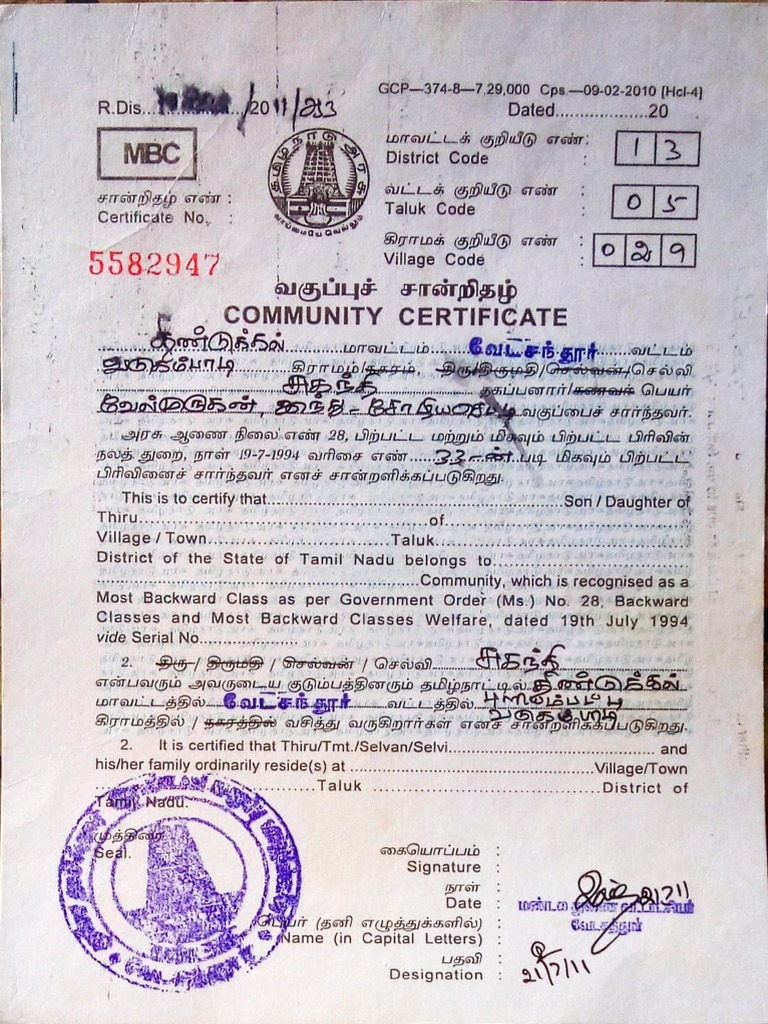 GCP—374-8—7,29,000 Cps.—09-02-2010 [Hcl-4]
R.Dis. /2011/அ3 Dated 20
MBC
தமிழ்நாடு அரசு
வாய்மையே வெல்லும்
மாவட்டக் குறியீடு எண்: 13
District Code
சான்றிதழ் எண் :
Certificate No. :
வட்டக் குறியீடு எண் : 05
Taluk Code
5582947
கிராமக் குறியீடு எண் : 029
Village Code
வகுப்புச் சான்றிதழ்
COMMUNITY CERTIFICATE
திண்டுக்கல் மாவட்டம் வேடசந்தூர் வட்டம்
கிராமம்/நகரம், திரு/திருமதி/செல்வன்/செல்வி
சுகந்தி தகப்பனார்/கணவர் பெயர்
வேல்முருகன், இந்து - சோழியசெட்டி வகுப்பைச் சார்ந்தவர்.
அரசு ஆணை நிலை எண் 28, பிற்பட்ட மற்றும் மிகவும் பிற்பட்ட பிரிவின்
நலத் துறை, நாள் 19-7-1994 வரிசை எண் 33-ன் படி மிகவும் பிற்பட்ட
பிரிவினைச் சார்ந்தவர் எனச் சான்றளிக்கப்படுகிறது.
This is to certify that Son / Daughter of
Thiru of
Village / Town Taluk
District of the State of Tamil Nadu belongs to
Community, which is recognised as a
Most Backward Class as per Government Order (Ms.) No. 28, Backward
Classes and Most Backward Classes Welfare, dated 19th July 1994
vide Serial No.
2. திரு / திருமதி / செல்வன் / செல்வி சுகந்தி
என்பவரும் அவருடைய குடும்பத்தினரும் தமிழ்நாட்டில் திண்டுக்கல்
மாவட்டத்தில் வேடசந்தூர் வட்டத்தில்
கிராமத்தில் / நகரத்தில் வசித்து வருகிறார்கள் எனச் சான்றளிக்கப்படுகிறது.
2. It is certified that Thiru/Tmt./Selvan/Selvi and
his/her family ordinarily reside(s) at Village/Town
Taluk District of
Tamil Nadu.
முத்திரை
Seal.
கையொப்பம் :
Signature :
நாள் :
Date :
பெயர் (தனி எழுத்துக்களில்) :
Name (in Capital Letters) :
வேடசந்தூர்
பதவி :
Designation :
21/7/11